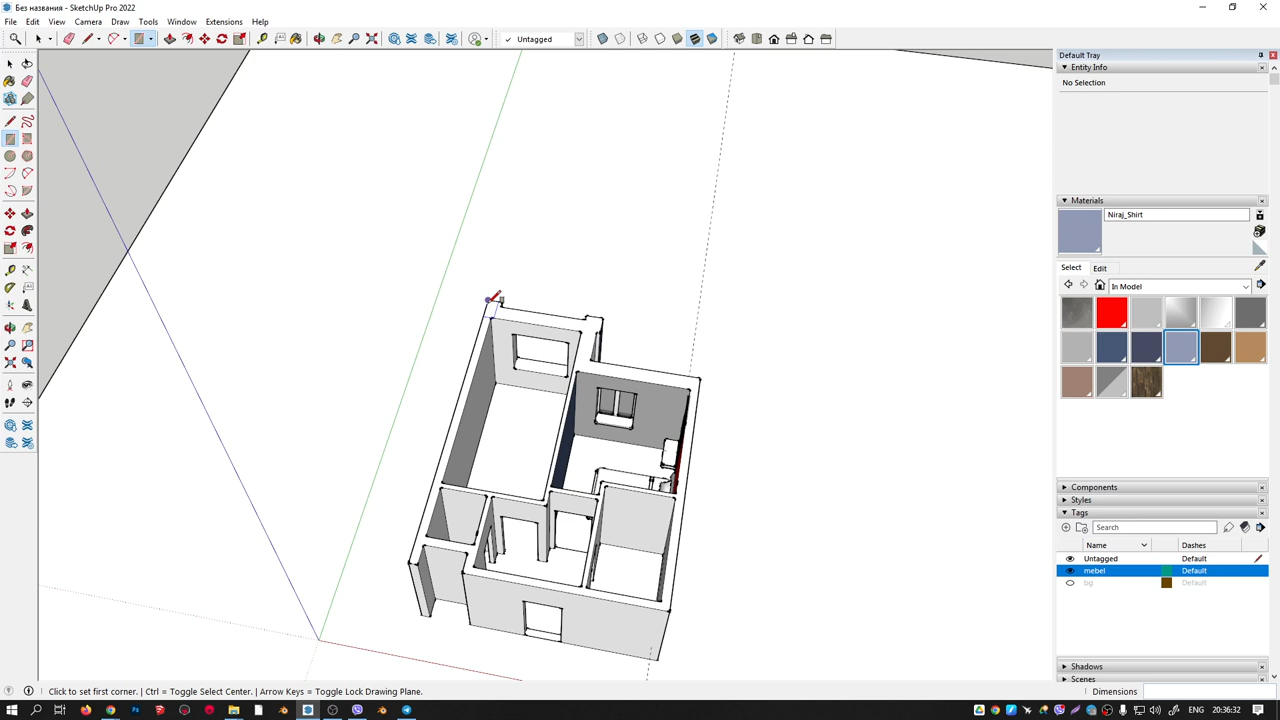 Без названия - SketchUp Pro 2022
File Edit View Camera Draw Tools Window Extensions Help
Untagged
Default Tray
Entity Info
No Selection
Materials
Niraj_Shirt
Select Edit
In Model
Components
Styles
Tags
Search
Name Dashes
Untagged Default
mebel Default
bg Default
Shadows
Scenes
Click to set first corner. | Ctrl = Toggle Select Center. | Arrow Keys = Toggle Lock Drawing Plane.
Dimensions
ENG 20:36:32